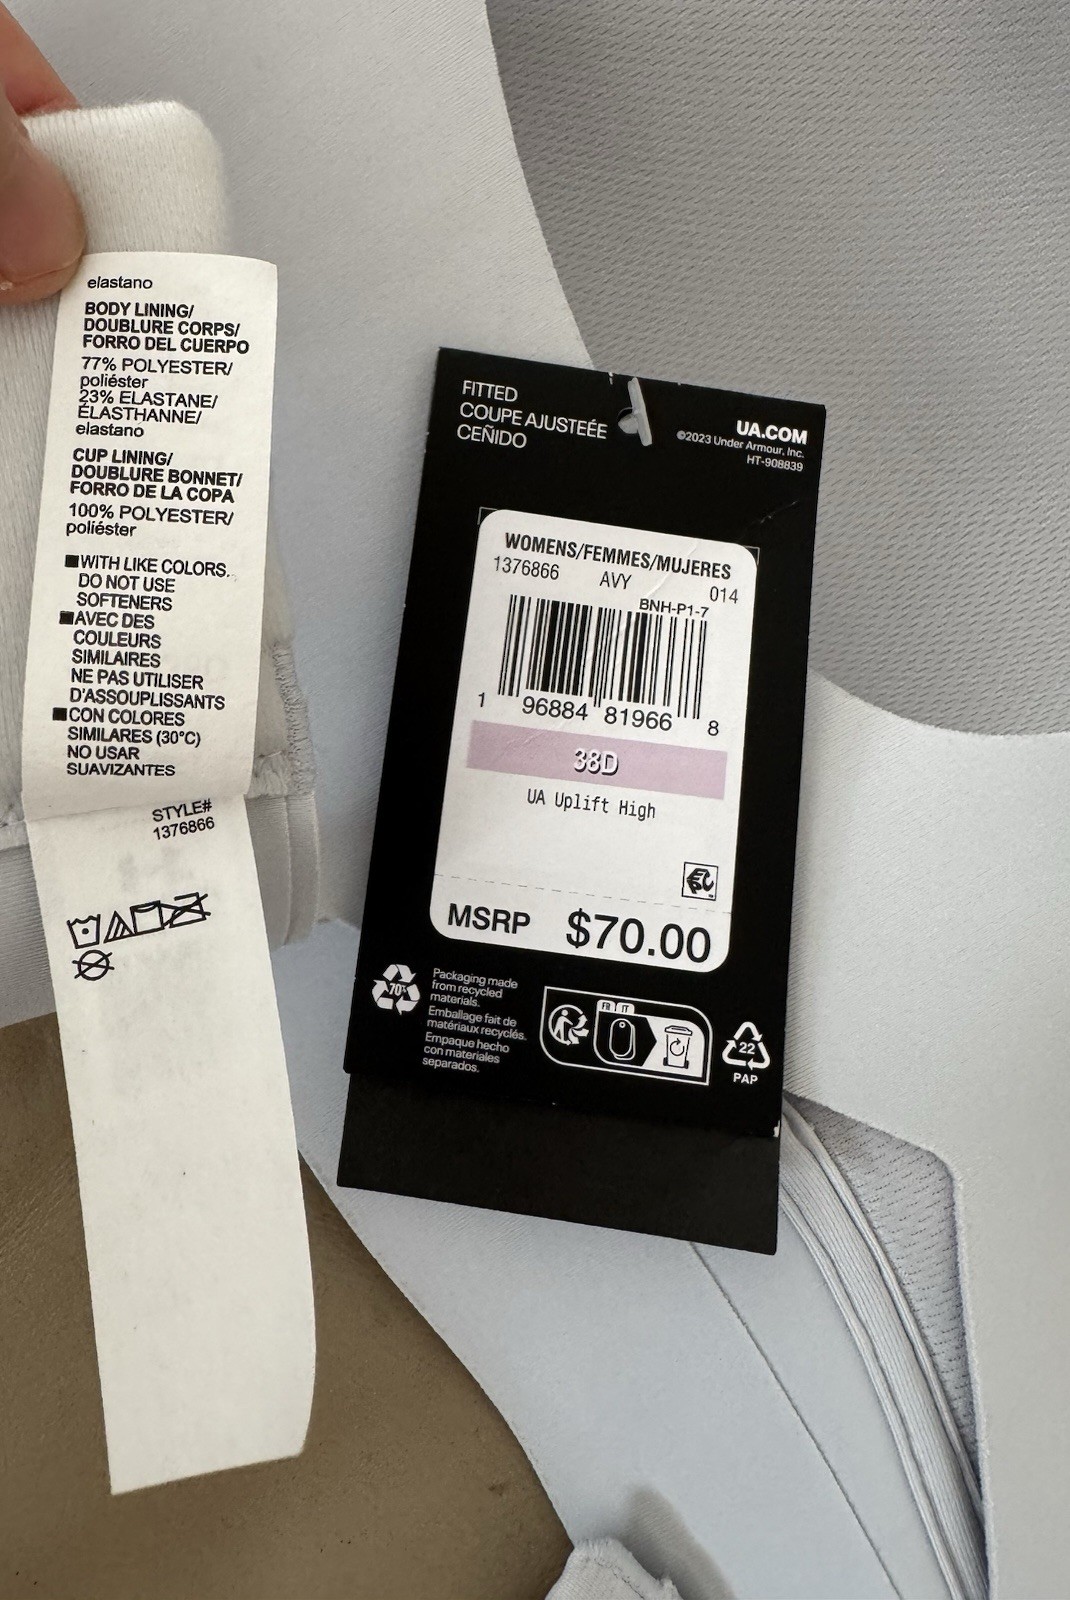 elastano
BODY LINING/
DOUBLURE CORPS/
FORRO DEL CUERPO
77% POLYESTER/
poliéster
23% ELASTANE/
ÉLASTHANNE/
elastano
CUP LINING/
DOUBLURE BONNET/
FORRO DE LA COPA
100% POLYESTER/
poliéster
■WITH LIKE COLORS.
DO NOT USE
SOFTENERS
■AVEC DES
COULEURS
SIMILAIRES
NE PAS UTILISER
D'ASSOUPLISSANTS
■CON COLORES
SIMILARES (30°C)
NO USAR
SUAVIZANTES
STYLE#
1376866
FITTED
COUPE AJUSTEÉE
CEÑIDO
UA.COM
©2023 Under Armour, Inc.
HT-908839
WOMENS/FEMMES/MUJERES
1376866 AVY 014
BNH-P1-7
1 96884 81966 8
38D
UA Uplift High
MSRP $70.00
70%
Packaging made
from recycled
materials.
Emballage fait de
matériaux recyclés.
Empaque hecho
con materiales
separados.
FR IT
22
PAP